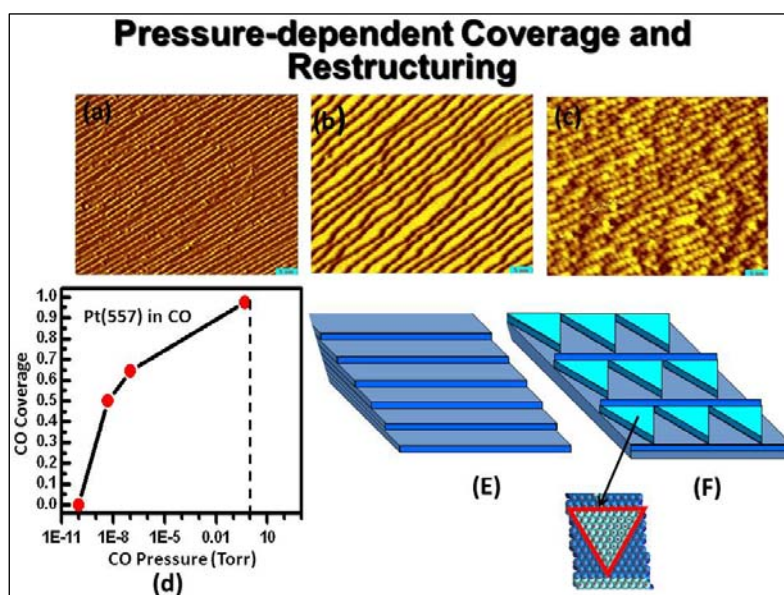 Pressure-dependent Coverage and
Restructuring
(a)
(b)
(c)
1.0
0.9
0.8
0.7
0.6
0.5
0.4
0.3
0.2
0.1
0.0
CO Coverage
Pt(557) in CO
1E-11 1E-8 1E-5 0.01 10
CO Pressure (Torr)
(d)
(E)
(F)